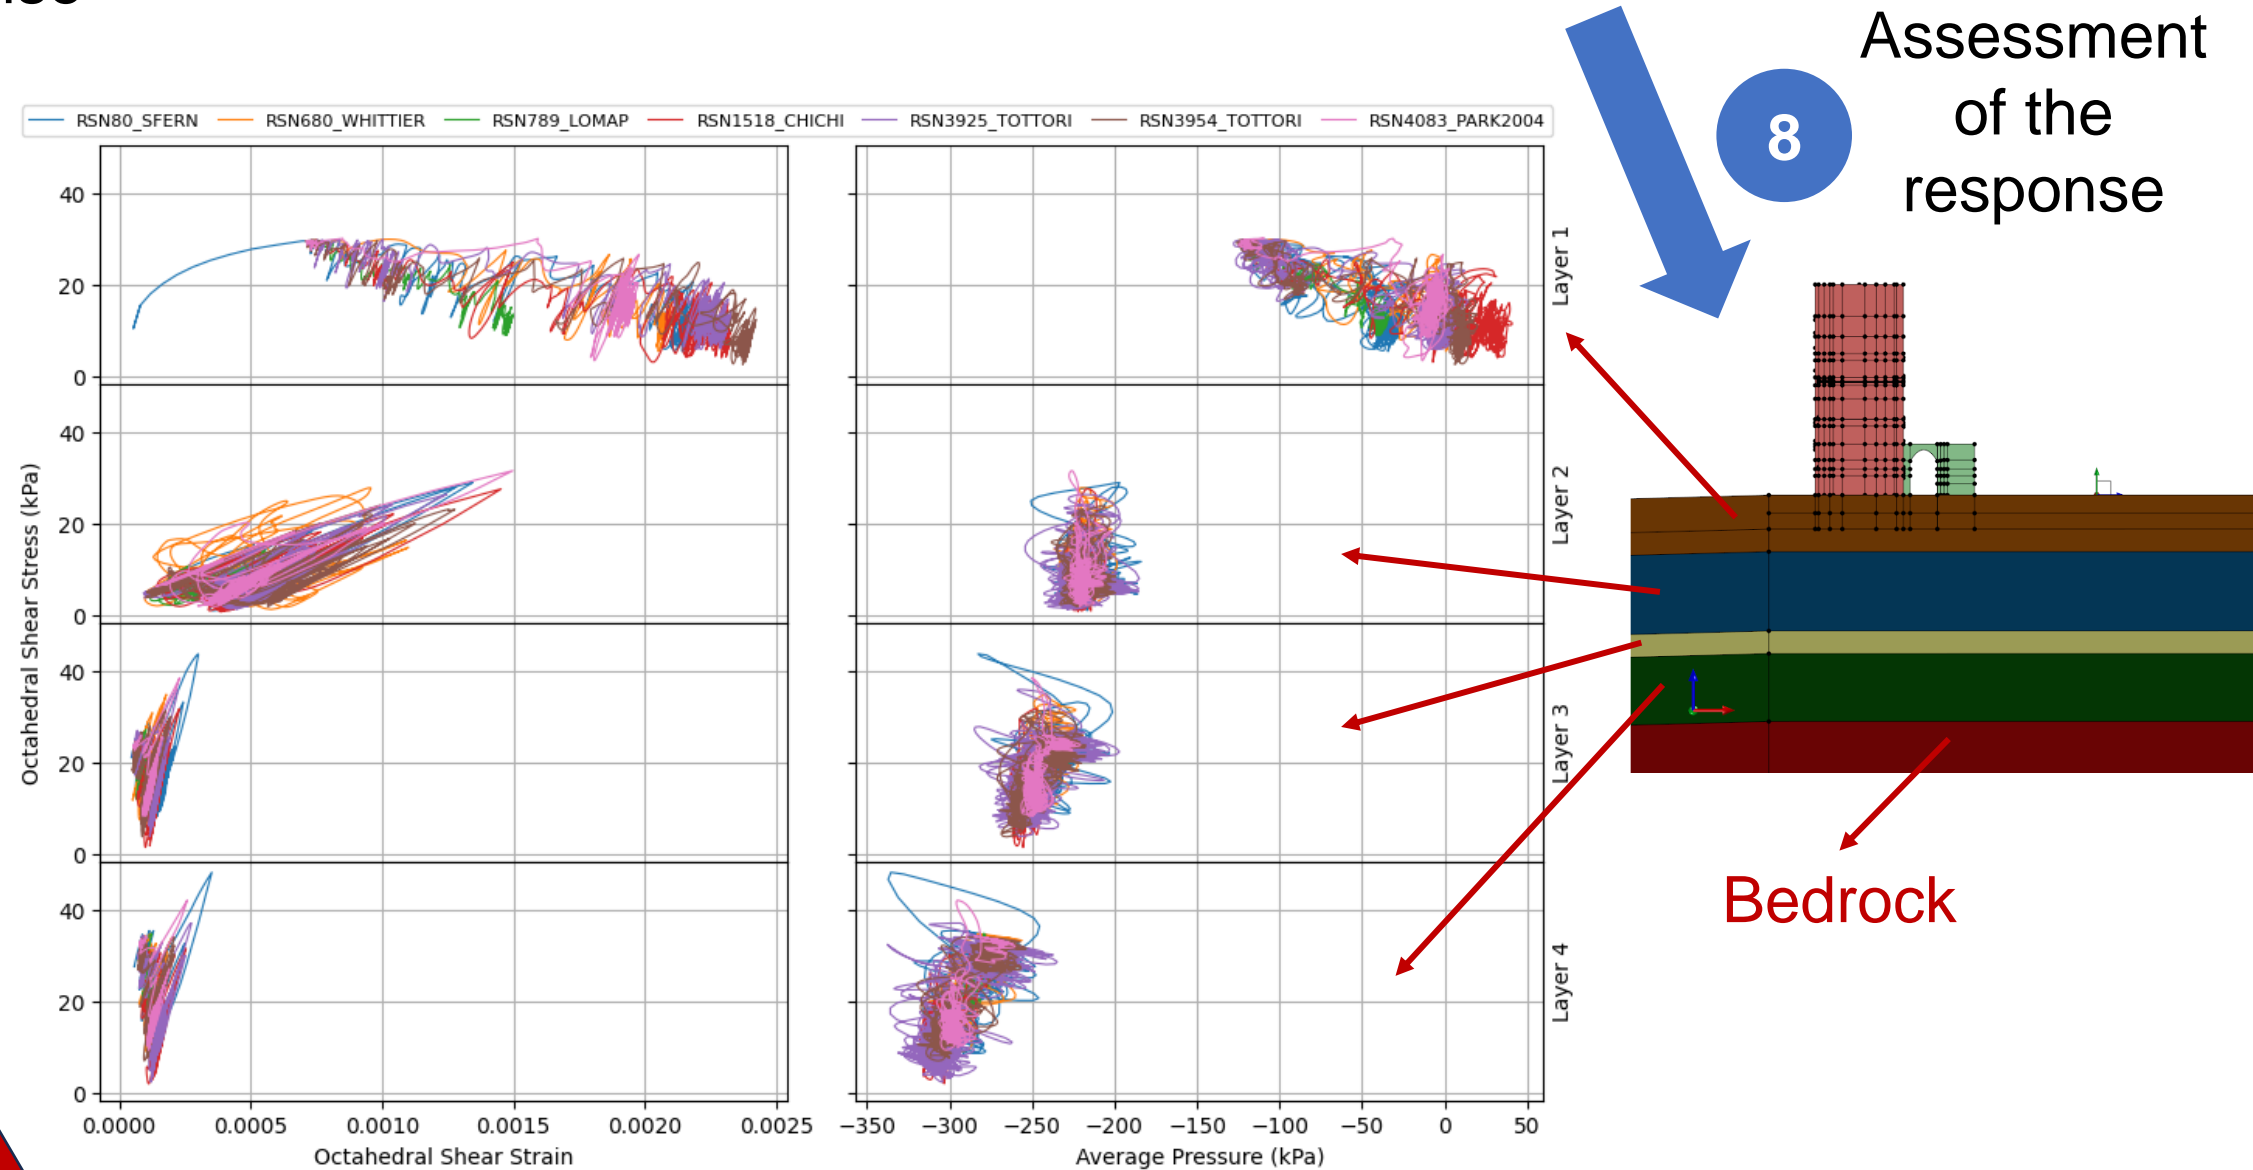 RSN80_SFERN RSN680_WHITTIER RSN789_LOMAP RSN1518_CHICHI RSN3925_TOTTORI RSN3954_TOTTORI RSN4083_PARK2004
Octahedral Shear Stress (kPa)
40
20
0
40
20
0
40
20
0
40
20
0
Layer 1
Layer 2
Layer 3
Layer 4
0.0000 0.0005 0.0010 0.0015 0.0020 0.0025
Octahedral Shear Strain
−350 −300 −250 −200 −150 −100 −50 0 50
Average Pressure (kPa)
8
Assessment
of the
response
Bedrock